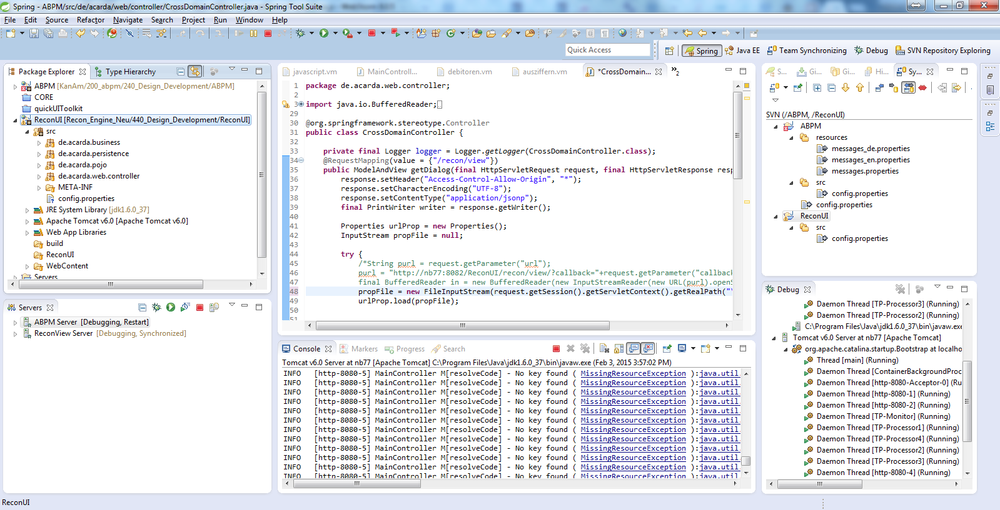 Spring - ABPM/src/de/acarda/web/controller/CrossDomainController.java - Spring Tool Suite
File Edit Source Refactor Navigate Search Project Run Window Help
Quick Access
Spring Java EE Team Synchronizing Debug SVN Repository Exploring
Package Explorer Type Hierarchy
ABPM [KanAm/200_abpm/240_Design_Development/ABPM]
CORE
quickUIToolkit
ReconUI [Recon_Engine_Neu/440_Design_Development/ReconUI]
src
de.acarda.business
de.acarda.persistence
de.acarda.pojo
de.acarda.web.controller
META-INF
config.properties
JRE System Library [jdk1.6.0_37]
Apache Tomcat v6.0 [Apache Tomcat v6.0]
Web App Libraries
build
ReconUI
WebContent
Servers
Servers
ABPM Server [Debugging, Restart]
ReconView Server [Debugging, Synchronized]
javascript.vm MainControll... debitoren.vm ausziffern.vm *CrossDomain... »2
1 package de.acarda.web.controller;
2
3 import java.io.BufferedReader;
29
30 @org.springframework.stereotype.Controller
31 public class CrossDomainController {
32
33 private final Logger logger = Logger.getLogger(CrossDomainController.class);
34 @RequestMapping(value = {"/recon/view"})
35 public ModelAndView getDialog(final HttpServletRequest request, final HttpServletResponse resp
36 response.setHeader("Access-Control-Allow-Origin", "*");
37 response.setCharacterEncoding("UTF-8");
38 response.setContentType("application/jsonp");
39 final PrintWriter writer = response.getWriter();
40
41 Properties urlProp = new Properties();
42 InputStream propFile = null;
43
44 try {
45 /*String purl = request.getParameter("url");
46 purl = "http://nb77:8082/ReconUI/recon/view/?callback="+request.getParameter("callback
47 final BufferedReader in = new BufferedReader(new InputStreamReader(new URL(purl).openS
48 propFile = new FileInputStream(request.getSession().getServletContext().getRealPath("\
49 urlProp.load(propFile);
50
51
Console Markers Progress Search
Tomcat v6.0 Server at nb77 [Apache Tomcat] C:\Program Files\Java\jdk1.6.0_37\bin\javaw.exe (Feb 3, 2015 3:57:02 PM)
INFO [http-8080-5] MainController M[resolveCode] - No key found ( MissingResourceException ):java.util.
INFO [http-8080-5] MainController M[resolveCode] - No key found ( MissingResourceException ):java.util.
INFO [http-8080-5] MainController M[resolveCode] - No key found ( MissingResourceException ):java.util.
INFO [http-8080-5] MainController M[resolveCode] - No key found ( MissingResourceException ):java.util.
INFO [http-8080-5] MainController M[resolveCode] - No key found ( MissingResourceException ):java.util.
INFO [http-8080-5] MainController M[resolveCode] - No key found ( MissingResourceException ):java.util.
INFO [http-8080-5] MainController M[resolveCode] - No key found ( MissingResourceException ):java.util.
INFO [http-8080-5] MainController M[resolveCode] - No key found ( MissingResourceException ):java.util.
INFO [http-8080-5] MainController M[resolveCode] - No key found ( MissingResourceException ):java.util.
INFO [http-8080-5] MainController M[resolveCode] - No key found ( MissingResourceException ):java.util.
INFO [http-8080-5] MainController M[resolveCode] - No key found ( MissingResourceException ):java.util.
INFO [http-8080-5] MainController M[resolveCode] - No key found ( MissingResourceException ):java.util.
S... Gi... Gi... Hi... Sy...
SVN (/ABPM, /ReconUI)
ABPM
resources
messages_de.properties
messages_en.properties
messages.properties
src
config.properties
config.properties
ReconUI
src
config.properties
Debug
Daemon Thread [TP-Processor3] (Running)
Daemon Thread [TP-Processor2] (Running)
C:\Program Files\Java\jdk1.6.0_37\bin\javaw.exe
Tomcat v6.0 Server at nb77 [Apache Tomcat]
org.apache.catalina.startup.Bootstrap at localho
Thread [main] (Running)
Daemon Thread [ContainerBackgroundProc
Daemon Thread [http-8080-Acceptor-0] (Ru
Daemon Thread [http-8080-1] (Running)
Daemon Thread [http-8080-2] (Running)
Daemon Thread [TP-Monitor] (Running)
Daemon Thread [TP-Processor1] (Running)
Daemon Thread [TP-Processor4] (Running)
Daemon Thread [TP-Processor2] (Running)
Daemon Thread [TP-Processor3] (Running)
Daemon Thread [http-8080-4] (Running)
ReconUI